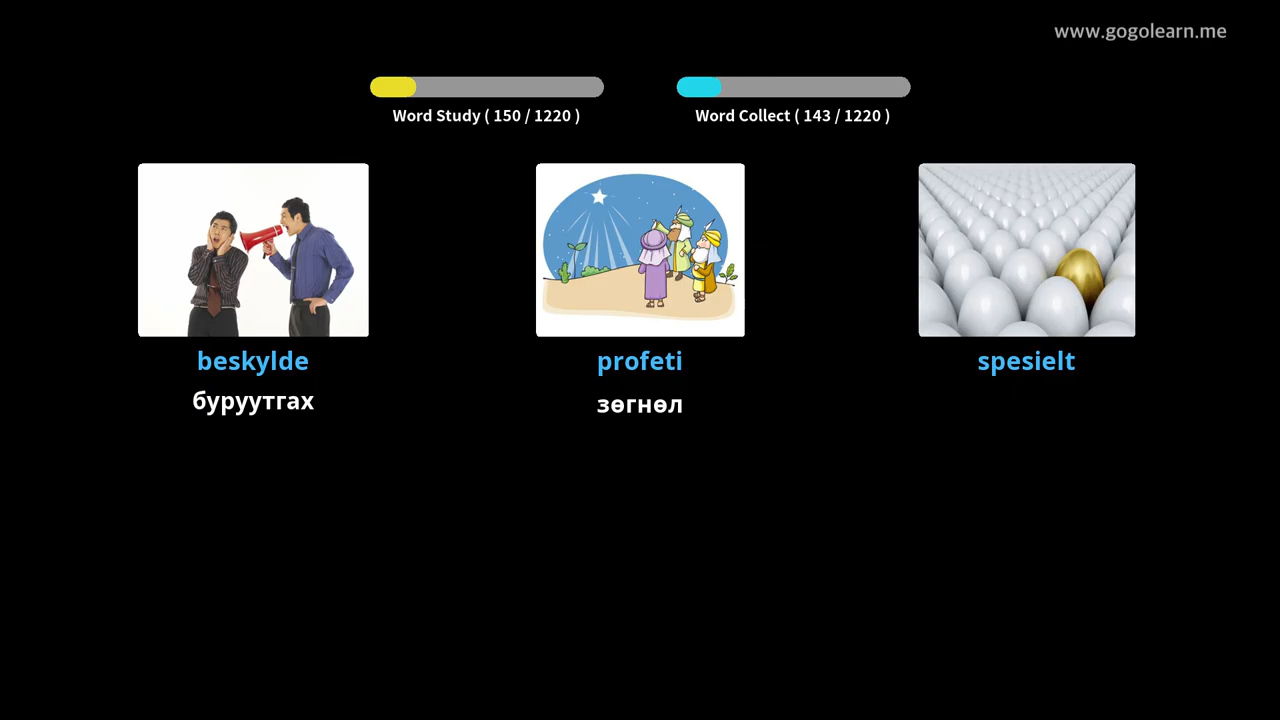 www.gogolearn.me
Word Study ( 150 / 1220 )
Word Collect ( 143 / 1220 )
beskylde
profeti
spesielt
буруутгах
зөгнөл